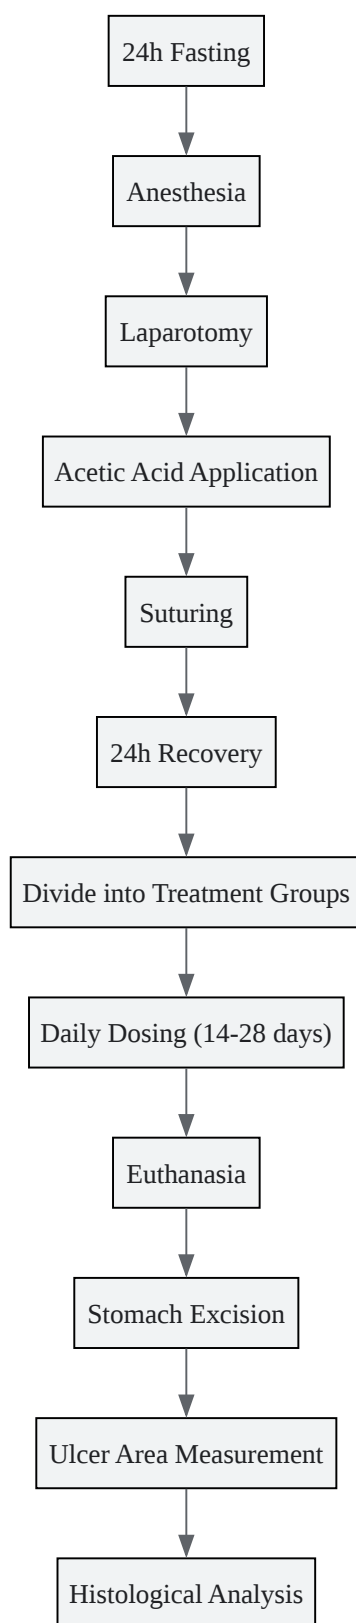 24h Fasting
Anesthesia
Laparotomy
Acetic Acid Application
Suturing
24h Recovery
Divide into Treatment Groups
Daily Dosing (14-28 days)
Euthanasia
Stomach Excision
Ulcer Area Measurement
Histological Analysis